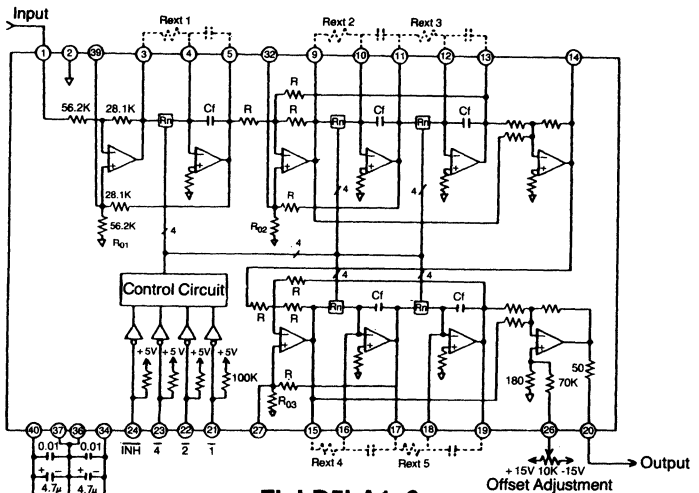 Input
Rext 1
Rext 2
Rext 3
1
2
39
3
4
5
32
9
10
11
12
13
14
56.2K
28.1K
Rn
Cf
R
R
R
Rn
Cf
Rn
Cf
28.1K
56.2K
R01
R
R02
4
4
4
4
4
4
Control Circuit
+5V
+5V
+5V
+5V
100K
R
R
R
Rn
Cf
Rn
Cf
R
R03
180
70K
50
40
37
36
34
24
23
22
21
27
15
16
17
18
19
26
20
INH
4
2
1
0.01
0.01
+
−
+
−
4.7μ
4.7μ
Rext 4
Rext 5
+15V 10K -15V
Offset Adjustment
Output